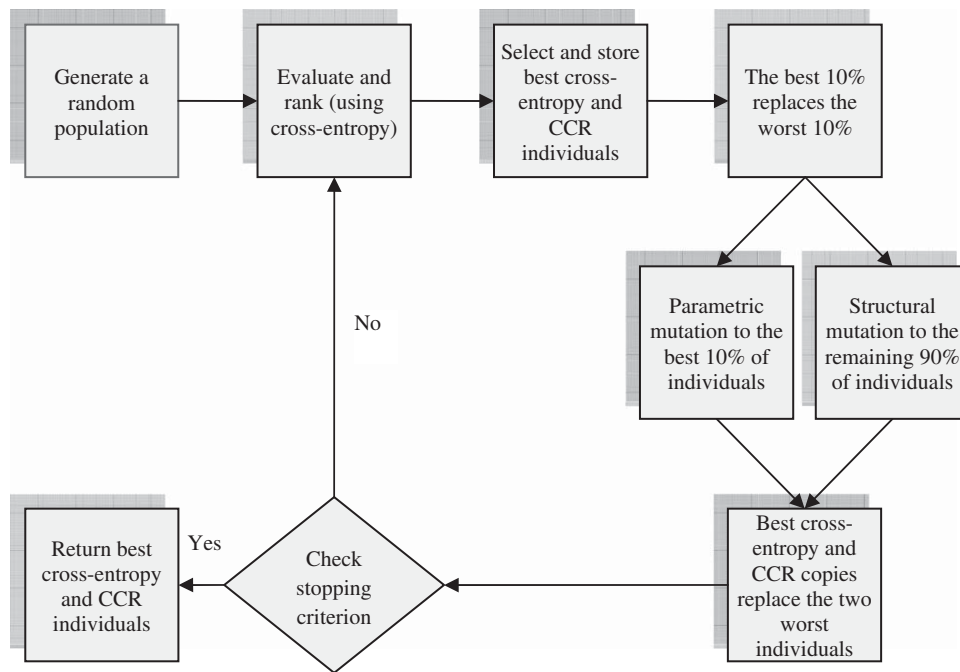 Generate a
random
population
Evaluate and
rank (using
cross-entropy)
Select and store
best cross-
entropy and
CCR
individuals
The best 10%
replaces the
worst 10%
Parametric
mutation to the
best 10% of
individuals
Structural
mutation to the
remaining 90%
of individuals
No
Return best
cross-entropy
and CCR
individuals
Yes
Check
stopping
criterion
Best cross-
entropy and
CCR copies
replace the two
worst
individuals